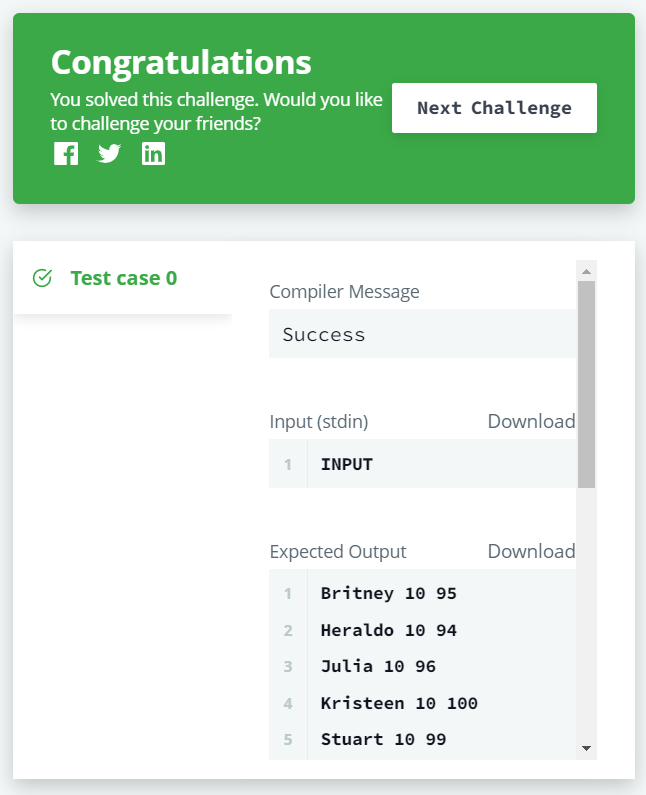 Congratulations
You solved this challenge. Would you like
to challenge your friends?
Next Challenge
Test case 0
Compiler Message
Success
Input (stdin) Download
1 INPUT
Expected Output Download
1 Britney 10 95
2 Heraldo 10 94
3 Julia 10 96
4 Kristeen 10 100
5 Stuart 10 99